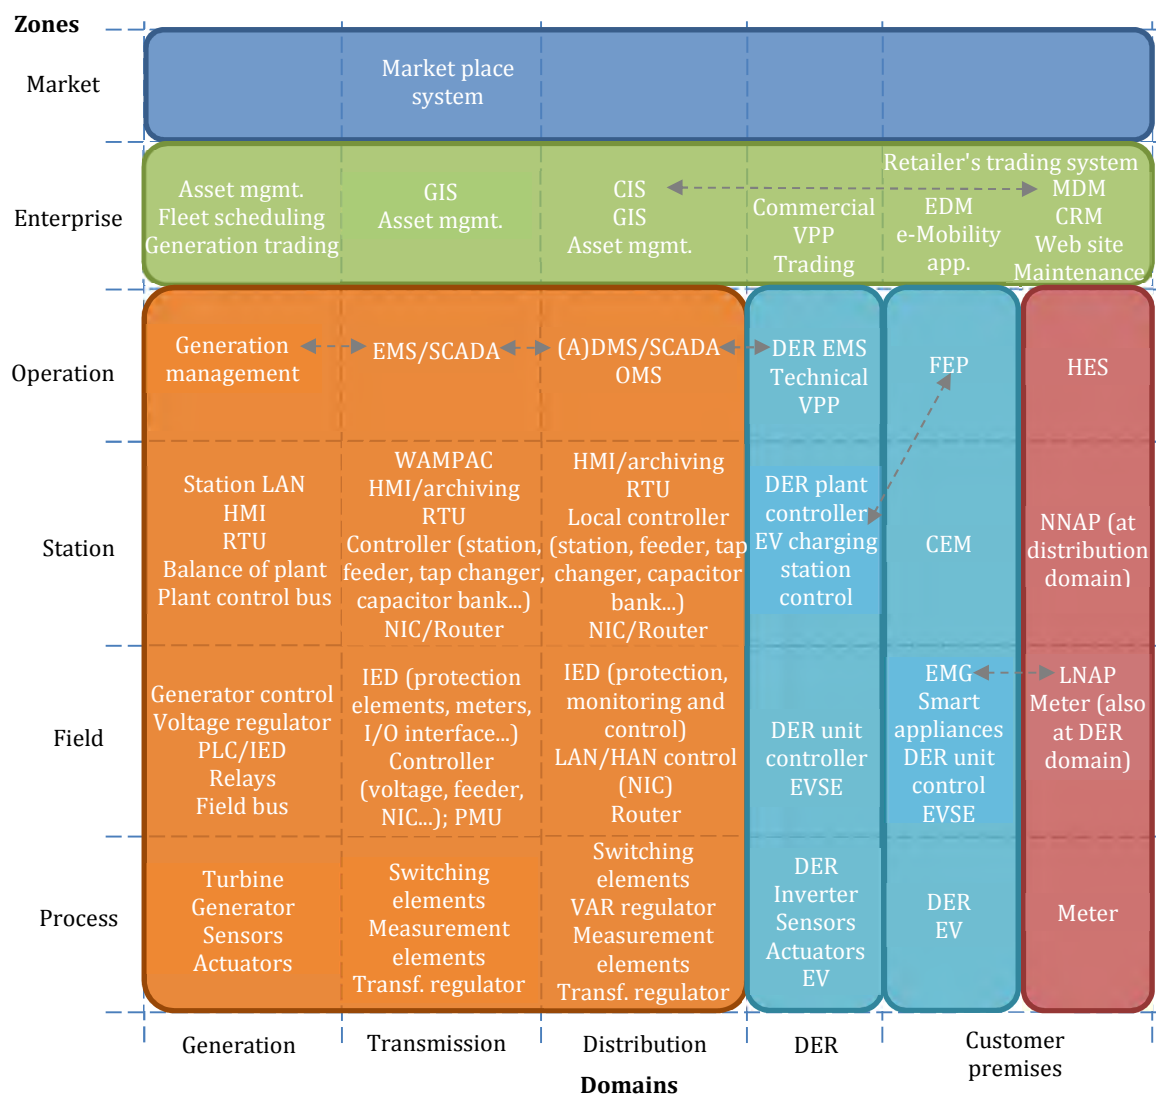 Zones
Market
Market place
system
Enterprise
Asset mgmt.
Fleet scheduling
Generation trading
GIS
Asset mgmt.
CIS
GIS
Asset mgmt.
Commercial
VPP
Trading
Retailer's trading system
EDM
e-Mobility
app.
MDM
CRM
Web site
Maintenance
Operation
Generation
management
EMS/SCADA
(A)DMS/SCADA
OMS
DER EMS
Technical
VPP
FEP
HES
Station
Station LAN
HMI
RTU
Balance of plant
Plant control bus
WAMPAC
HMI/archiving
RTU
Controller (station,
feeder, tap changer,
capacitor bank...)
NIC/Router
HMI/archiving
RTU
Local controller
(station, feeder, tap
changer, capacitor
bank...)
NIC/Router
DER plant
controller
EV charging
station
control
CEM
NNAP (at
distribution
domain)
Field
Generator control
Voltage regulator
PLC/IED
Relays
Field bus
IED (protection
elements, meters,
I/O interface...)
Controller
(voltage, feeder,
NIC...); PMU
IED (protection,
monitoring and
control)
LAN/HAN control
(NIC)
Router
DER unit
controller
EVSE
EMG
Smart
appliances
DER unit
control
EVSE
LNAP
Meter (also
at DER
domain)
Process
Turbine
Generator
Sensors
Actuators
Switching
elements
Measurement
elements
Transf. regulator
Switching
elements
VAR regulator
Measurement
elements
Transf. regulator
DER
Inverter
Sensors
Actuators
EV
DER
EV
Meter
Generation
Transmission
Distribution
DER
Customer
premises
Domains